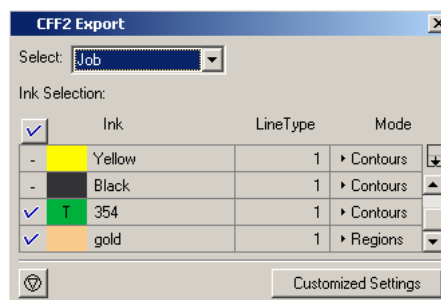 CFF2 Export
Select: Job
Ink Selection:
Ink LineType Mode
- Yellow 1 Contours
- Black 1 Contours
T 354 1 Contours
gold 1 Regions
Customized Settings